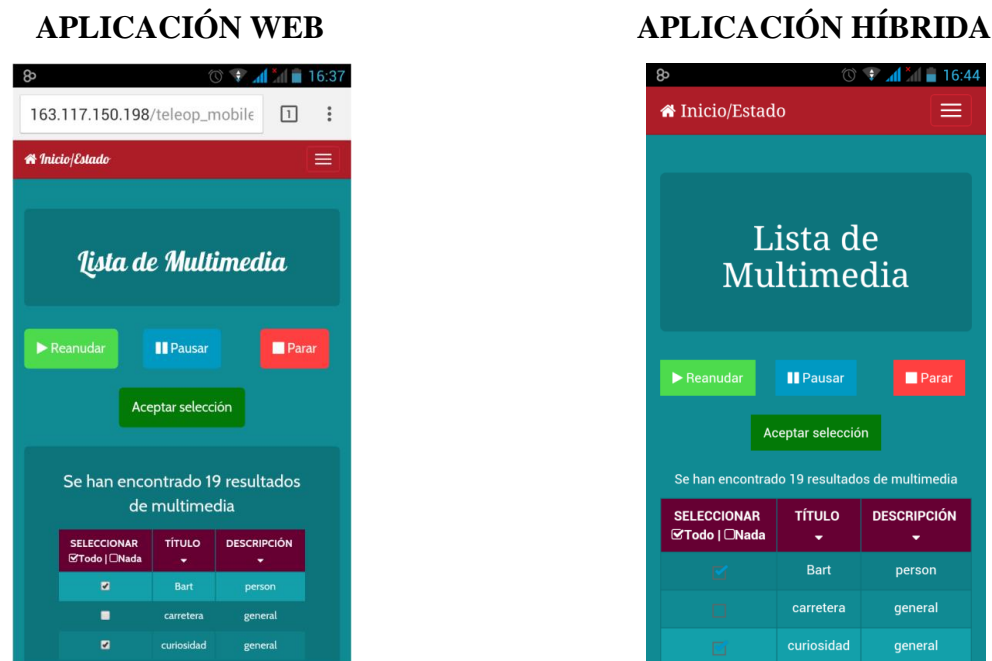 APLICACIÓN WEB
16:37
163.117.150.198/teleop_mobile
1
Inicio/Estado
Lista de Multimedia
Reanudar
Pausar
Parar
Aceptar selección
Se han encontrado 19 resultados
de multimedia
SELECCIONAR TÍTULO DESCRIPCIÓN
Todo | Nada
Bart person
carretera general
curiosidad general
APLICACIÓN HÍBRIDA
16:44
Inicio/Estado
Lista de
Multimedia
Reanudar
Pausar
Parar
Aceptar selección
Se han encontrado 19 resultados de multimedia
SELECCIONAR TÍTULO DESCRIPCIÓN
Todo | Nada
Bart person
carretera general
curiosidad general